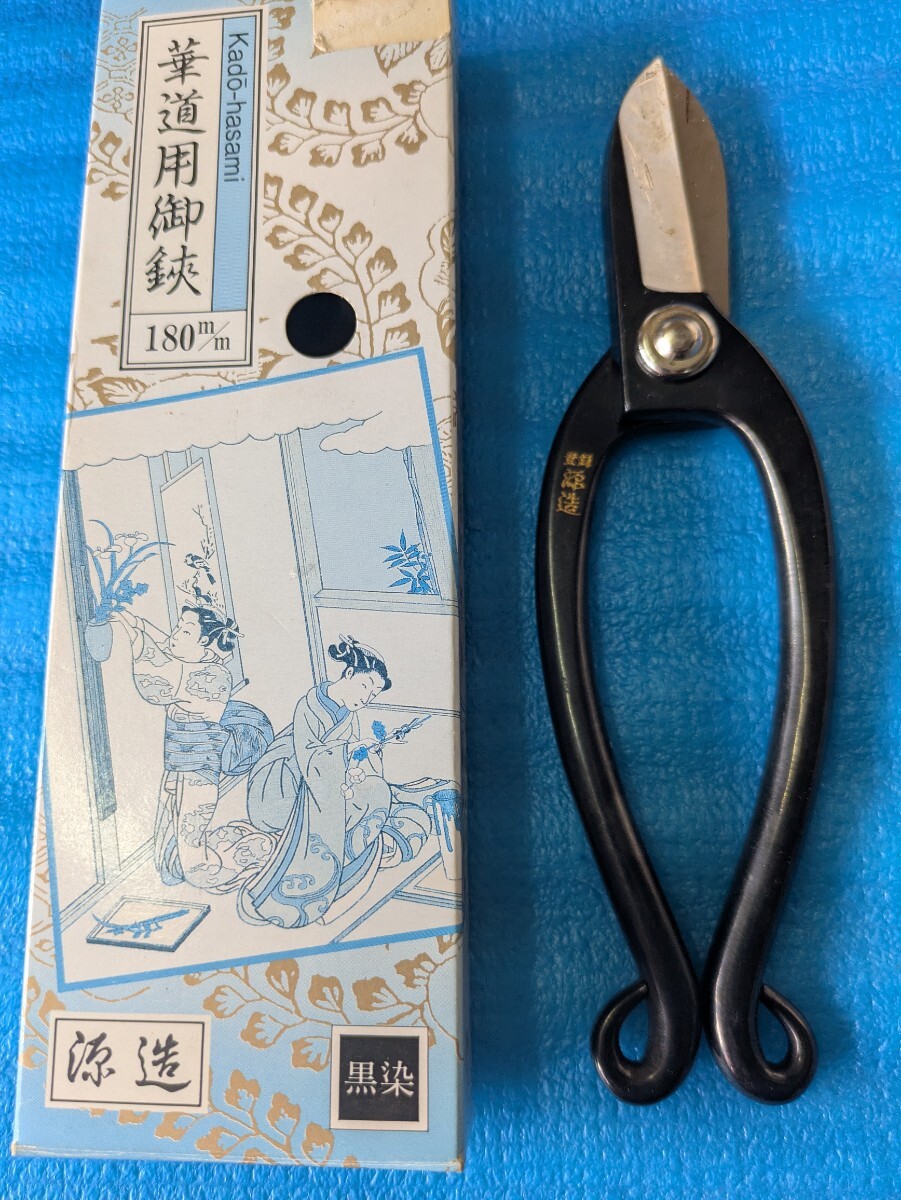 華道用御鋏
Kadō-hasami
180m/m
源造
黒染
源造